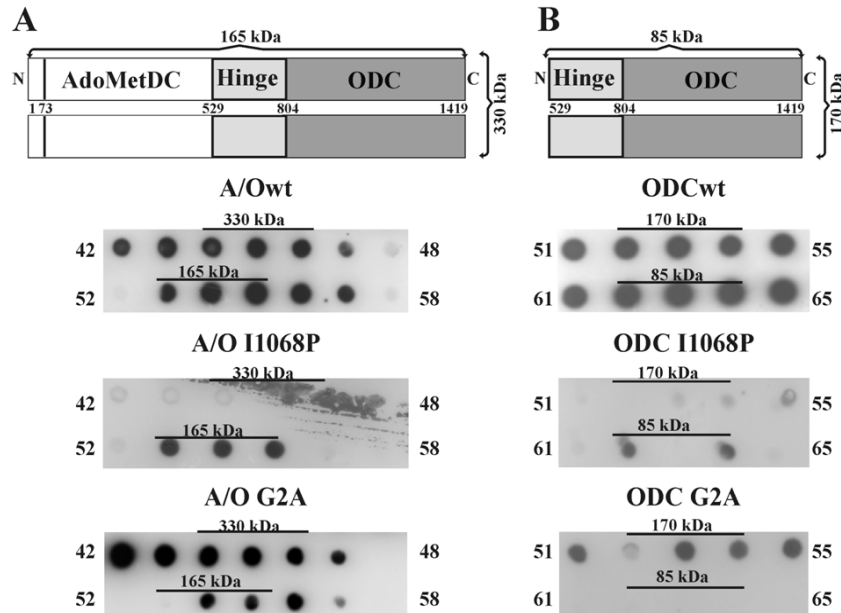 A
165 kDa
N AdoMetDC Hinge ODC C
1 73 529 804 1419
330 kDa
A/Owt
330 kDa
42 48
165 kDa
52 58
A/O I1068P
330 kDa
42 48
165 kDa
52 58
A/O G2A
330 kDa
42 48
165 kDa
52 58
B
85 kDa
N Hinge ODC C
529 804 1419
170 kDa
ODCwt
170 kDa
51 55
85 kDa
61 65
ODC I1068P
170 kDa
51 55
85 kDa
61 65
ODC G2A
170 kDa
51 55
85 kDa
61 65